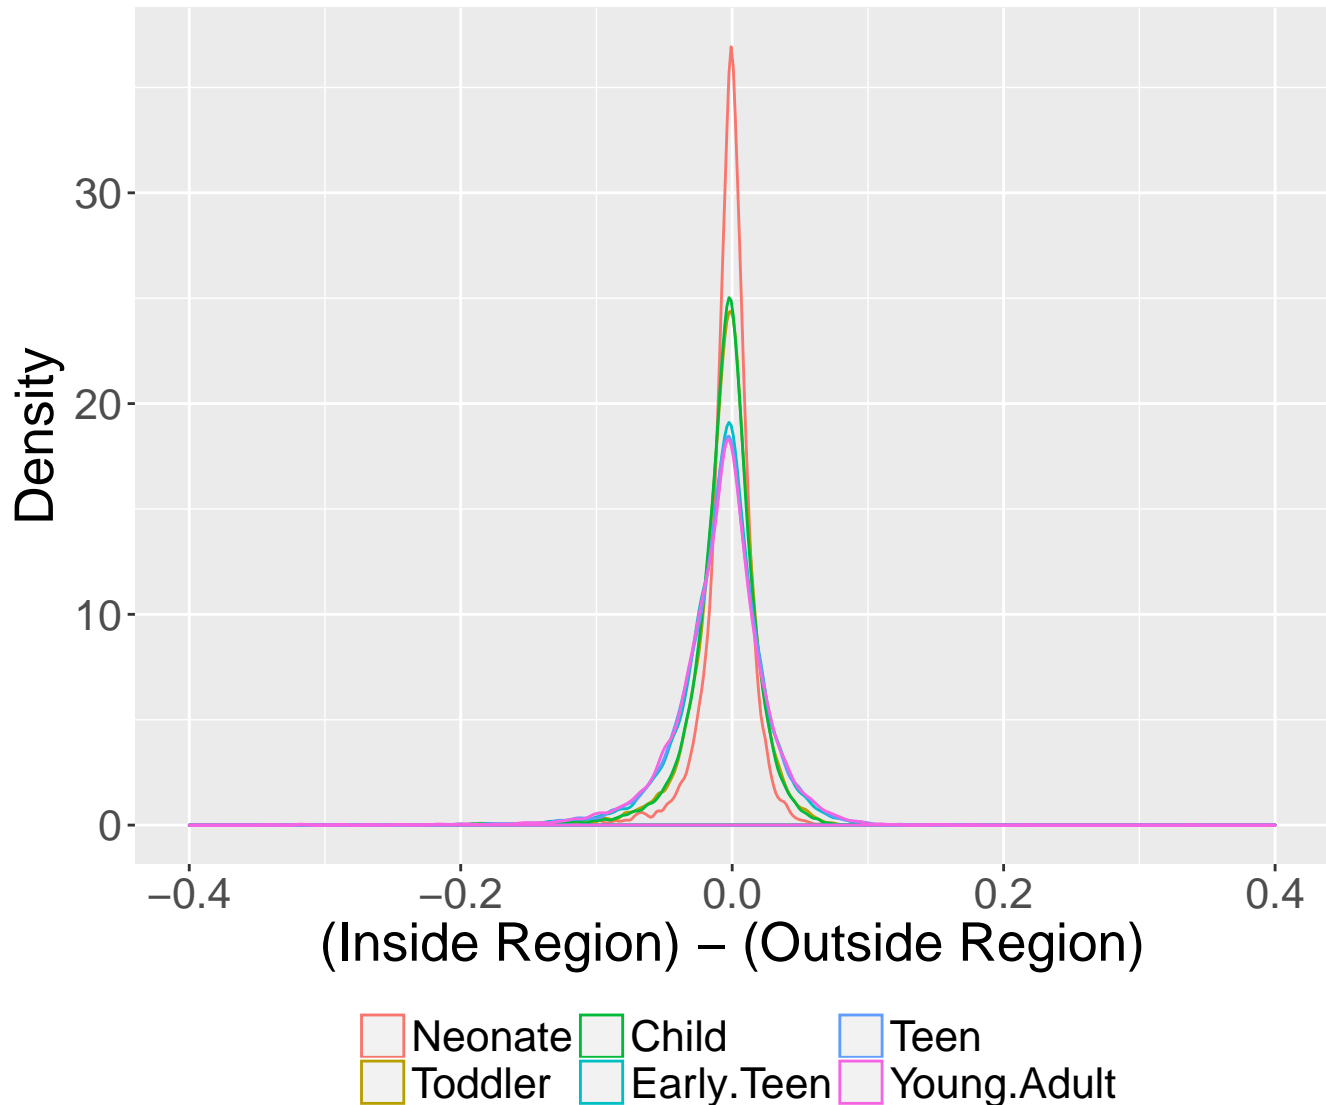 30
20
10
0
Density
−0.4 −0.2 0.0 0.2 0.4
(Inside Region) − (Outside Region)
Neonate Child Teen
Toddler Early.Teen Young.Adult